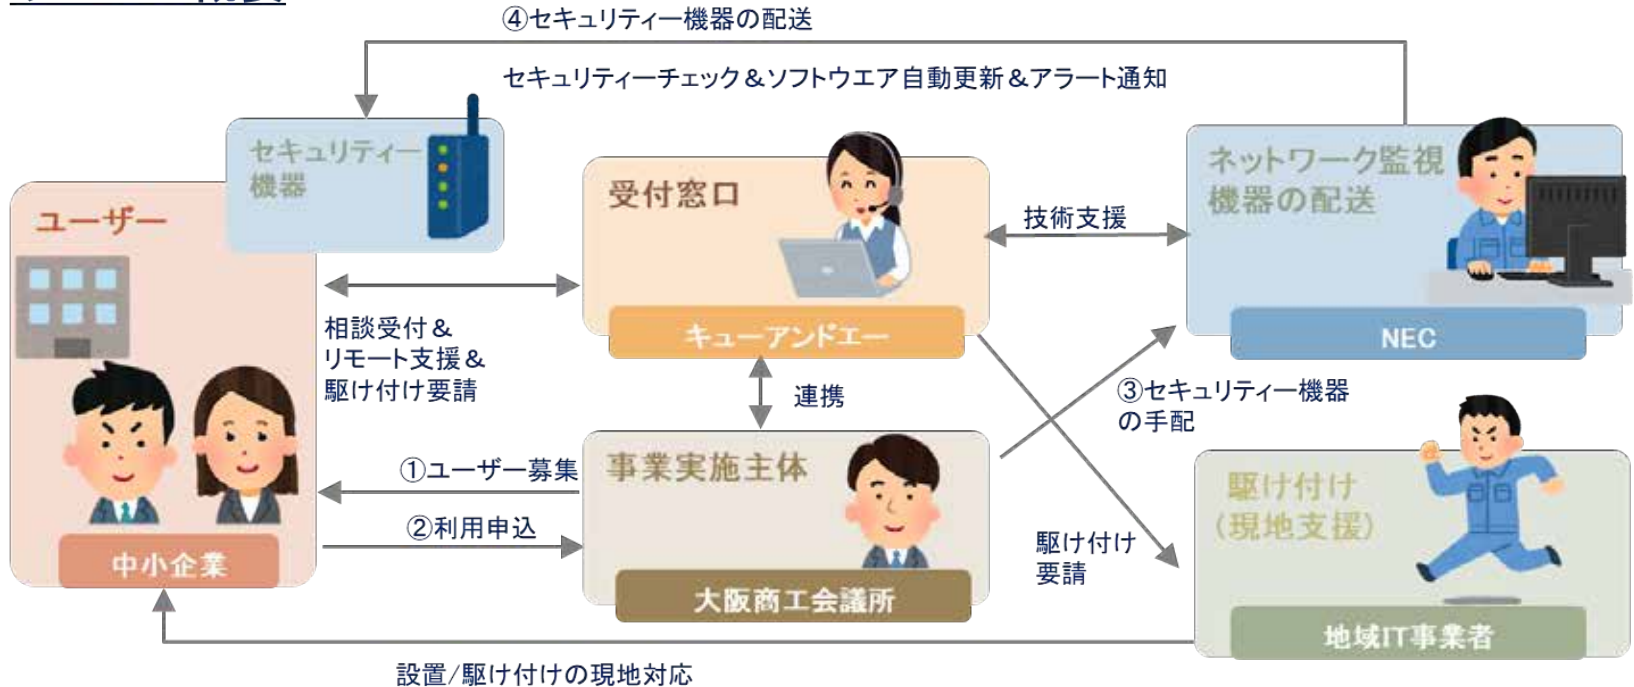 ④セキュリティー機器の配送
セキュリティーチェック＆ソフトウエア自動更新＆アラート通知
セキュリティー
機器
ユーザー
中小企業
受付窓口
キューアンドエー
技術支援
ネットワーク監視
機器の配送
NEC
相談受付＆
リモート支援＆
駆け付け要請
連携
③セキュリティー機器
の手配
①ユーザー募集
②利用申込
事業実施主体
大阪商工会議所
駆け付け
要請
駆け付け
（現地支援）
地域IT事業者
設置/駆け付けの現地対応